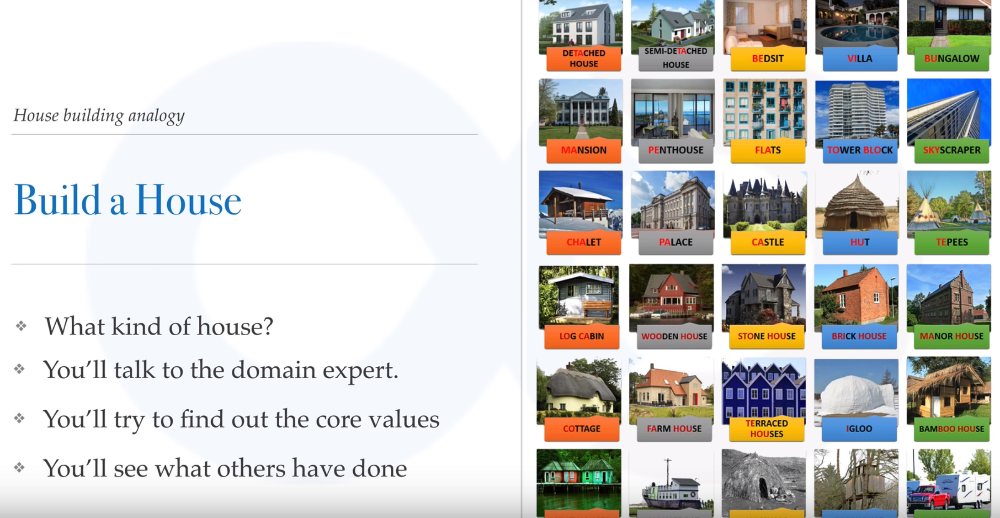 House building analogy
Build a House
What kind of house?
You'll talk to the domain expert.
You'll try to find out the core values
You'll see what others have done
DETACHED
HOUSE
SEMI-DETACHED
HOUSE
BEDSIT
VILLA
BUNGALOW
MANSION
PENTHOUSE
FLATS
TOWER BLOCK
SKYSCRAPER
CHALET
PALACE
CASTLE
HUT
TEPEES
LOG CABIN
WOODEN HOUSE
STONE HOUSE
BRICK HOUSE
MANOR HOUSE
COTTAGE
FARM HOUSE
TERRACED
HOUSES
IGLOO
BAMBOO HOUSE